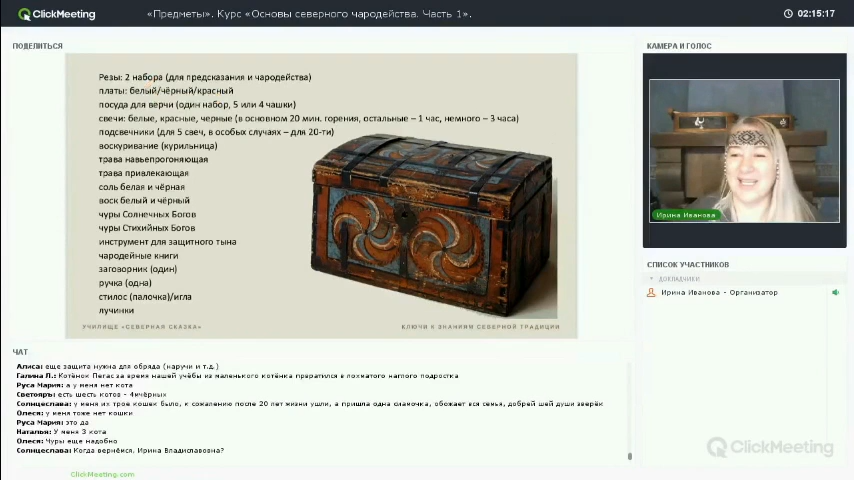 ClickMeeting
«Предметы». Курс «Основы северного чародейства. Часть 1».
02:15:17
ПОДЕЛИТЬСЯ
Резы: 2 набора (для предсказания и чародейства)
платы: белый/чёрный/красный
посуда для верчи (один набор, 5 или 4 чашки)
свечи: белые, красные, черные (в основном 20 мин. горения, остальные – 1 час, немного – 3 часа)
подсвечники (для 5 свеч, в особых случаях – для 20-ти)
воскуривание (курильница)
трава навьепрогоняющая
трава привлекающая
соль белая и чёрная
воск белый и чёрный
чуры Солнечных Богов
чуры Стихийных Богов
инструмент для защитного тына
чародейные книги
заговорник (один)
ручка (одна)
стилос (палочка)/игла
лучинки
УЧИЛИЩЕ «СЕВЕРНАЯ СКАЗКА»
КЛЮЧИ К ЗНАНИЯМ СЕВЕРНОЙ ТРАДИЦИИ
КАМЕРА И ГОЛОС
Ирина Иванова
СПИСОК УЧАСТНИКОВ
ДОКЛАДЧИКИ
Ирина Иванова - Организатор
ЧАТ
Алиса: еще защита нужна для обряда (наручи и т.д.)
Галина Л.: Котёнок Пегас за время нашей учёбы из маленького котёнка превратился в лохматого наглого подростка
Руса Мария: а у меня нет кота
Светояръ: есть шесть котов - 4чёрных
Солнцеслава: у меня их трое кошек было, к сожалению после 20 лет жизни ушли, а пришла одна сиамочка, обожает вся семья, добрей шей души зверёк
Олеся: у меня тоже нет кошки
Руса Мария: это да
Наталья: У меня 3 кота
Олеся: Чуры еще надобно
Солнцеслава: Когда вернёмся, Ирина Владиславовна?
ClickMeeting.com
ClickMeeting